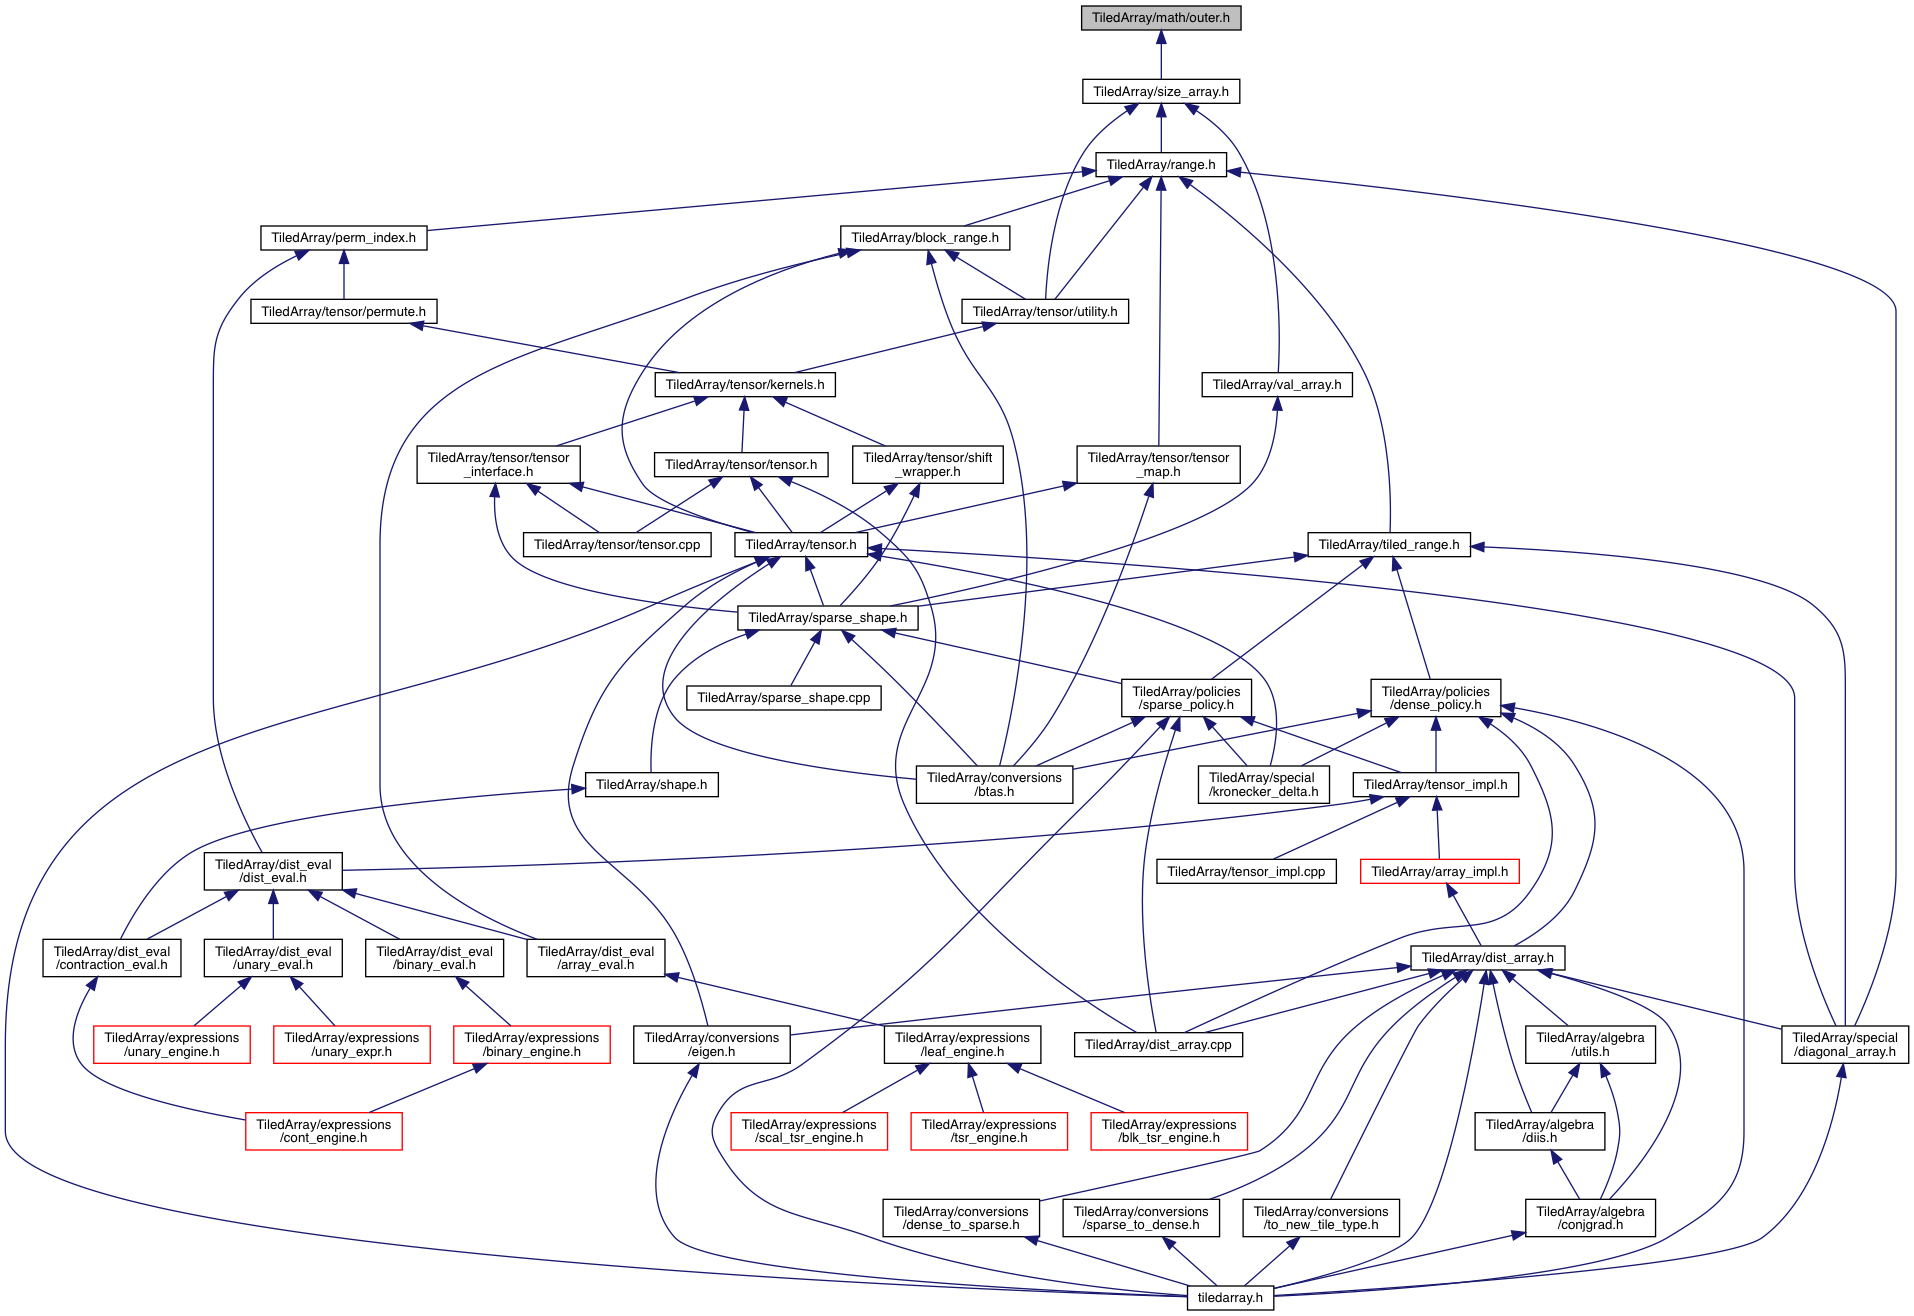 TiledArray/math/outer.h
TiledArray/size_array.h
TiledArray/range.h
TiledArray/perm_index.h
TiledArray/block_range.h
TiledArray/tensor/permute.h
TiledArray/tensor/utility.h
TiledArray/tensor/kernels.h
TiledArray/val_array.h
TiledArray/tensor/tensor
_interface.h
TiledArray/tensor/tensor.h
TiledArray/tensor/shift
_wrapper.h
TiledArray/tensor/tensor
_map.h
TiledArray/tensor/tensor.cpp
TiledArray/tensor.h
TiledArray/tiled_range.h
TiledArray/sparse_shape.h
TiledArray/sparse_shape.cpp
TiledArray/policies
/sparse_policy.h
TiledArray/policies
/dense_policy.h
TiledArray/shape.h
TiledArray/conversions
/btas.h
TiledArray/special
/kronecker_delta.h
TiledArray/tensor_impl.h
TiledArray/dist_eval
/dist_eval.h
TiledArray/tensor_impl.cpp
TiledArray/array_impl.h
TiledArray/dist_eval
/contraction_eval.h
TiledArray/dist_eval
/unary_eval.h
TiledArray/dist_eval
/binary_eval.h
TiledArray/dist_eval
/array_eval.h
TiledArray/dist_array.h
TiledArray/expressions
/unary_engine.h
TiledArray/expressions
/unary_expr.h
TiledArray/expressions
/binary_engine.h
TiledArray/conversions
/eigen.h
TiledArray/expressions
/leaf_engine.h
TiledArray/dist_array.cpp
TiledArray/algebra
/utils.h
TiledArray/special
/diagonal_array.h
TiledArray/expressions
/cont_engine.h
TiledArray/expressions
/scal_tsr_engine.h
TiledArray/expressions
/tsr_engine.h
TiledArray/expressions
/blk_tsr_engine.h
TiledArray/algebra
/diis.h
TiledArray/conversions
/dense_to_sparse.h
TiledArray/conversions
/sparse_to_dense.h
TiledArray/conversions
/to_new_tile_type.h
TiledArray/algebra
/conjgrad.h
tiledarray.h